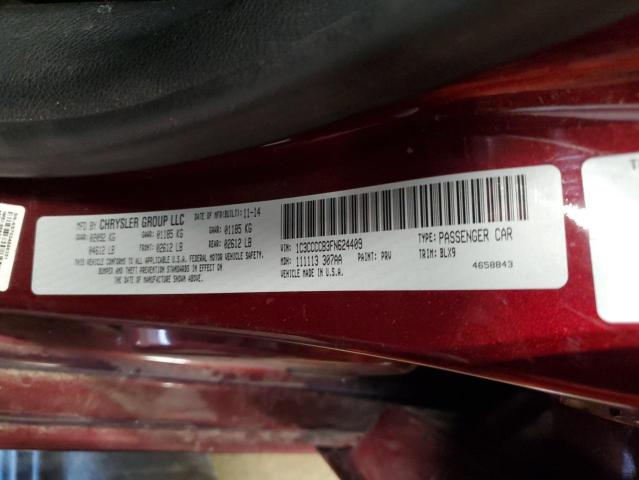 MFD BY CHRYSLER GROUP LLC DATE OF MFR(BUILT): 11-14
GVWR: 02092 KG GAWR: 01185 KG GAWR: 01185 KG
04612 LB FRONT: 02612 LB REAR: 02612 LB
THIS VEHICLE CONFORMS TO ALL APPLICABLE U.S.A. FEDERAL MOTOR VEHICLE SAFETY,
BUMPER AND THEFT PREVENTION STANDARDS IN EFFECT ON
THE DATE OF MANUFACTURE SHOWN ABOVE.
VIN: 1C3CCCCB3FN624409 TYPE: PASSENGER CAR
MDH: 111113 307AA PAINT: PRV TRIM: BLX9
VEHICLE MADE IN U.S.A. 4658843